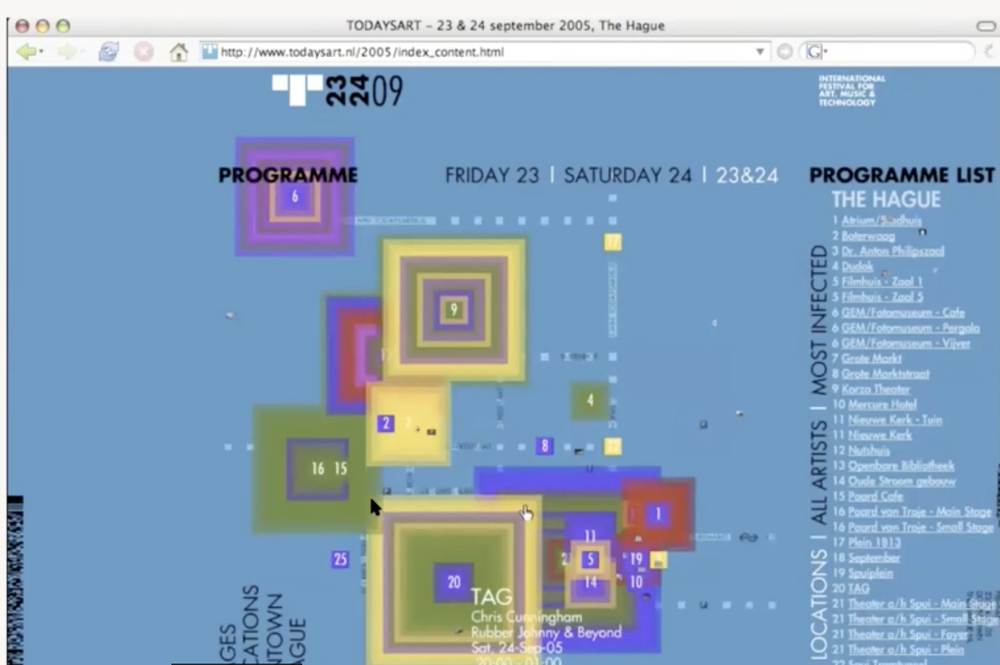 TODAYSART – 23 & 24 september 2005, The Hague
http://www.todaysart.nl/2005/index_content.html
G
23
24
09
INTERNATIONAL
FESTIVAL FOR
ART, MUSIC &
TECHNOLOGY
PROGRAMME
FRIDAY 23 | SATURDAY 24 | 23&24
6
17
9
17
4
2
8
16 15
25
20
11
5
14
1
19
10
TAG
Chris Cunningham
Rubber Johnny & Beyond
Sat, 24-Sep-05
20:00 - 01:00
PROGRAMME LIST
LOCATIONS | ALL ARTISTS | MOST INFECTED
THE HAGUE
1 Atrium/Stadhuis
2 Boterwaag
3 Dr. Anton Philipszaal
4 Dudok
5 Filmhuis - Zaal 1
5 Filmhuis - Zaal 5
6 GEM/Fotomuseum - Cafe
6 GEM/Fotomuseum - Pergola
6 GEM/Fotomuseum - Vijver
7 Grote Markt
8 Grote Marktstraat
9 Korzo Theater
10 Mercure Hotel
11 Nieuwe Kerk - Tuin
11 Nieuwe Kerk
12 Nutshuis
13 Openbare Bibliotheek
14 Oude Stroom gebouw
15 Paard Cafe
16 Paard van Troje - Main Stage
16 Paard van Troje - Small Stage
17 Plein 1813
18 September
19 Spuiplein
20 TAG
21 Theater a/h Spui - Main Stage
21 Theater a/h Spui - Small Stage
21 Theater a/h Spui - Foyer
21 Theater a/h Spui - Plein